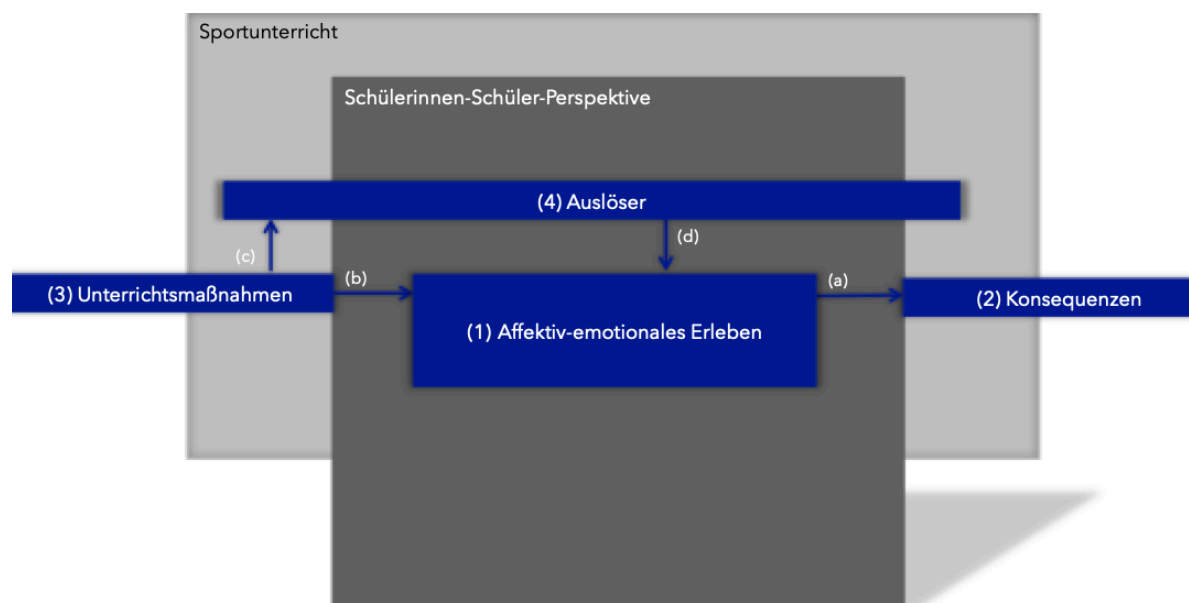 Sportunterricht
Schülerinnen-Schüler-Perspektive
(4) Auslöser
(c)
(d)
(3) Unterrichtsmaßnahmen
(b)
(a)
(2) Konsequenzen
(1) Affektiv-emotionales Erleben